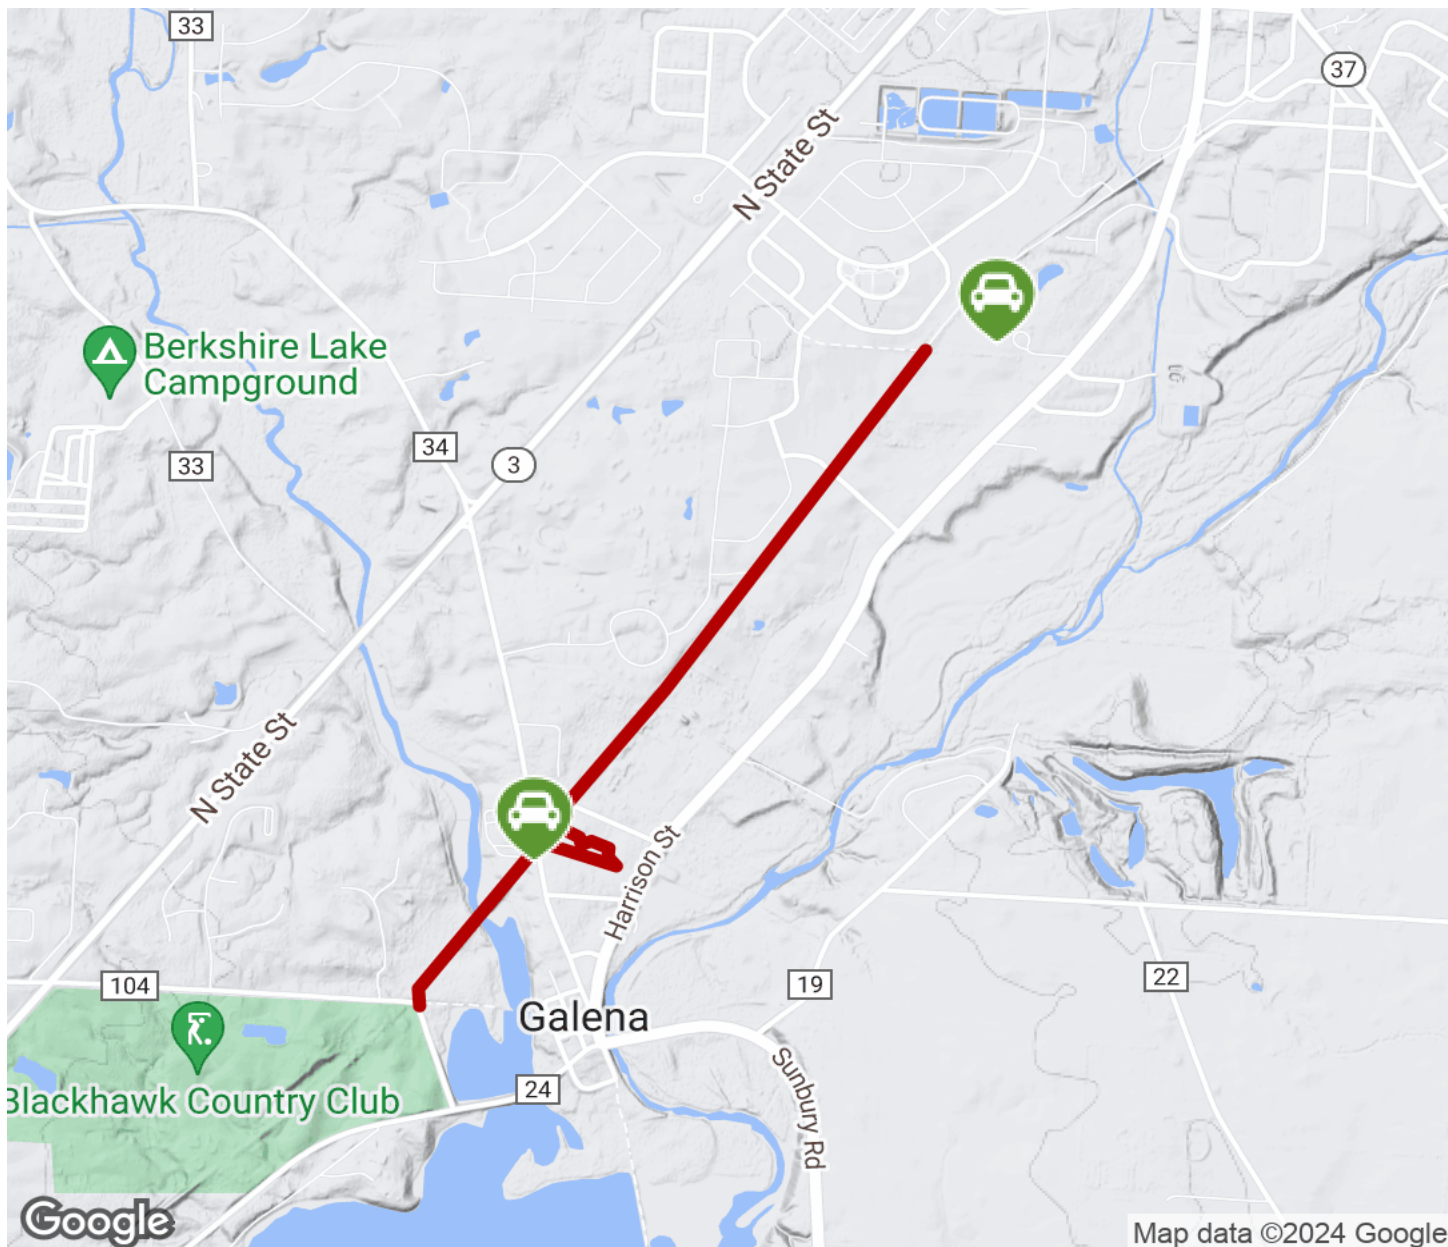 33
37
N State St
Berkshire Lake
Campground
34
3
33
N State St
Harrison St
104
19
22
Galena
24
Sunbury Rd
Blackhawk Country Club
Google
Map data ©2024 Google